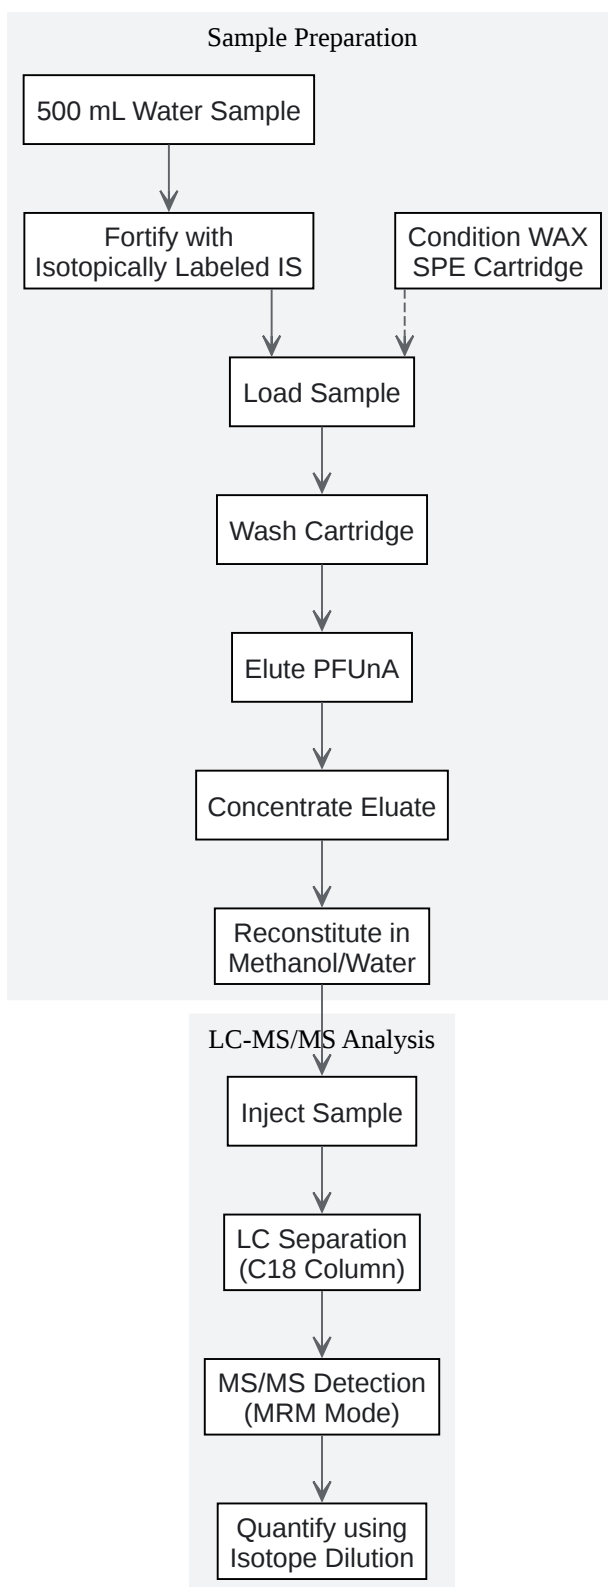 Sample Preparation
500 mL Water Sample
Fortify with
Isotopically Labeled IS
Condition WAX
SPE Cartridge
Load Sample
Wash Cartridge
Elute PFUnA
Concentrate Eluate
Reconstitute in
Methanol/Water
LC-MS/MS Analysis
Inject Sample
LC Separation
(C18 Column)
MS/MS Detection
(MRM Mode)
Quantify using
Isotope Dilution